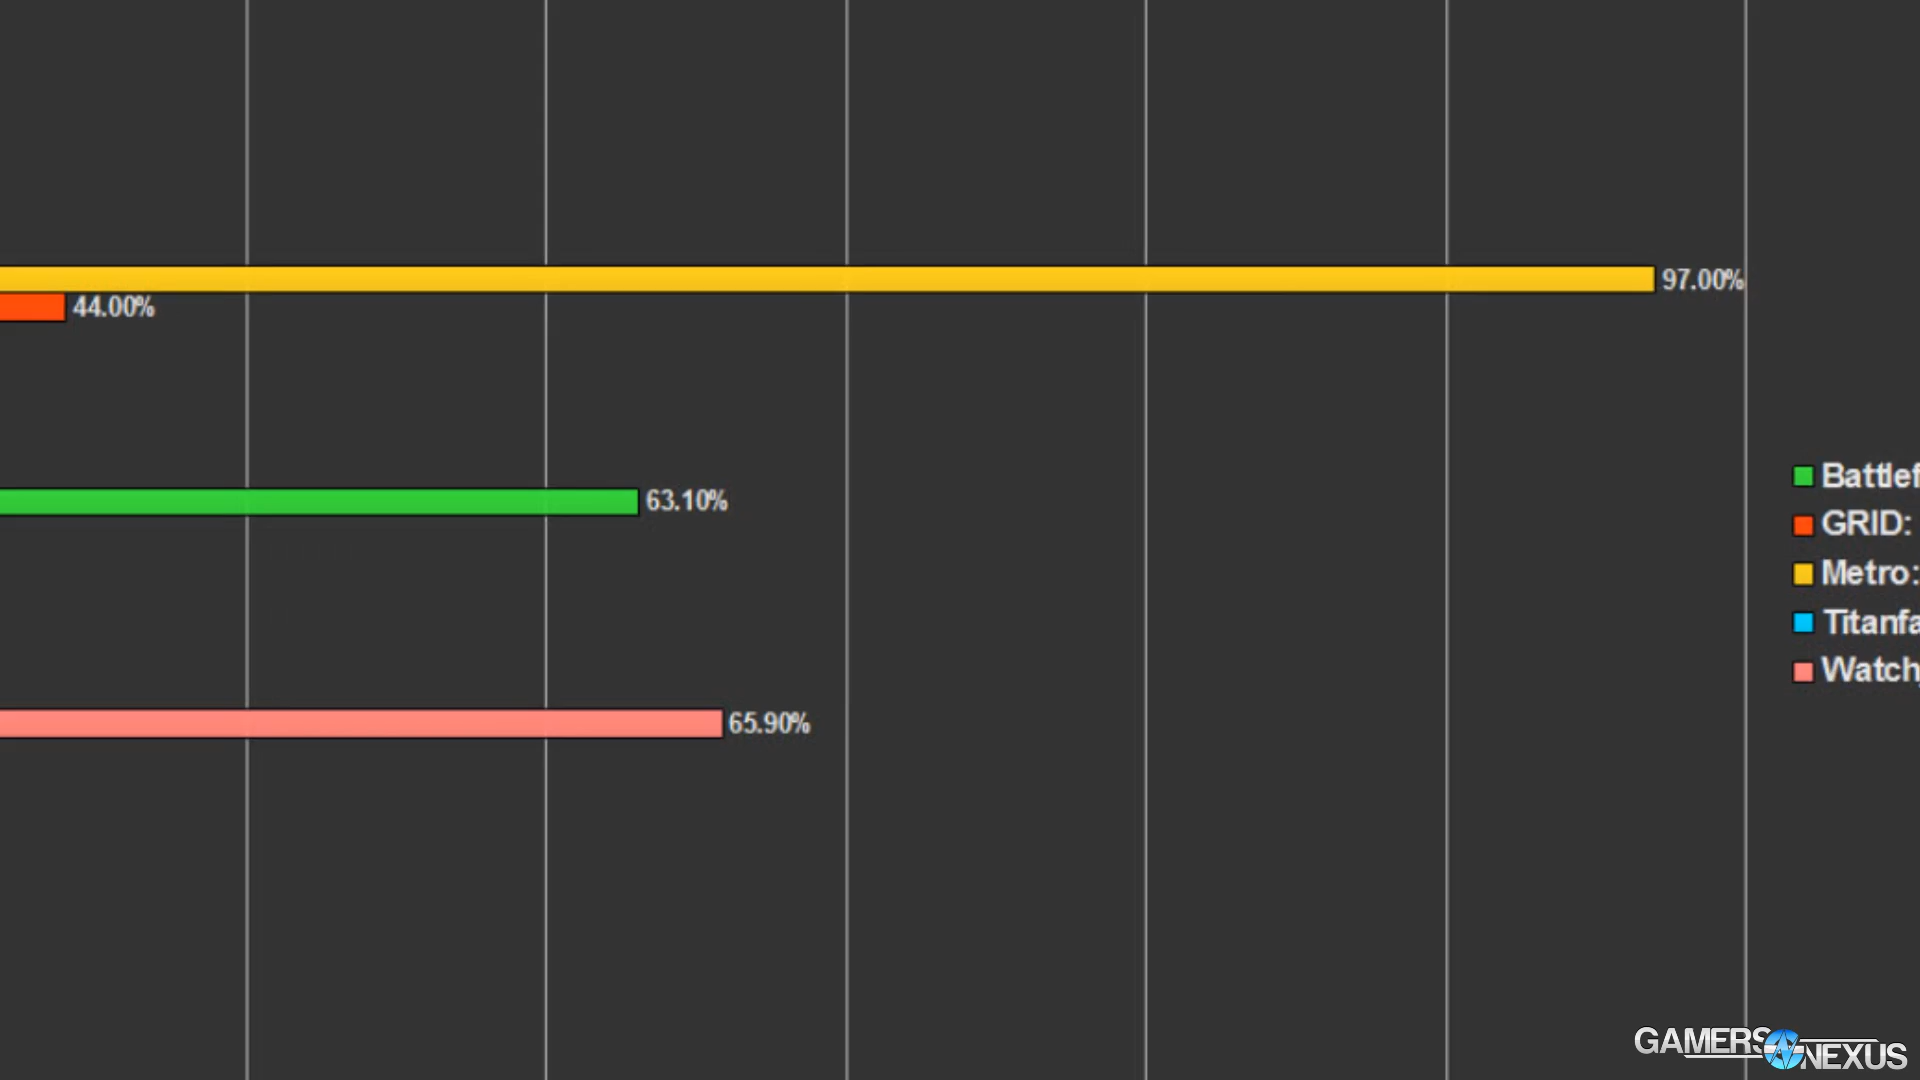 97.00%
44.00%
63.10%
65.90%
Battlef
GRID:
Metro:
Titanfa
Watch
GAMERS NEXUS